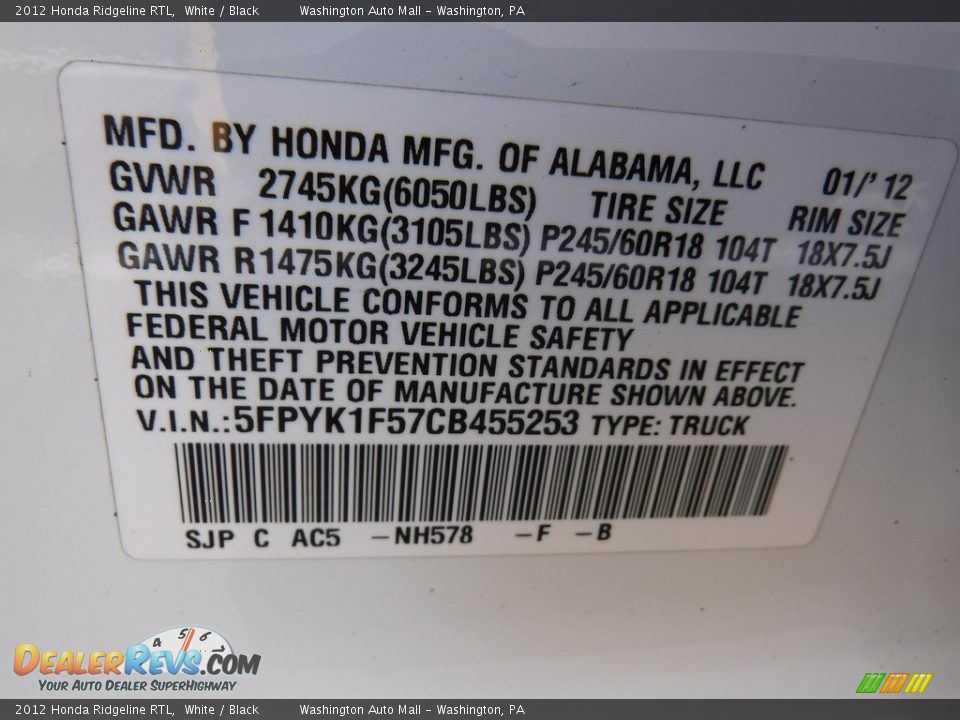 2012 Honda Ridgeline RTL, White / Black Washington Auto Mall - Washington, PA
MFD. BY HONDA MFG. OF ALABAMA, LLC 01/'12
GVWR 2745KG(6050LBS) TIRE SIZE RIM SIZE
GAWR F 1410KG(3105LBS) P245/60R18 104T 18X7.5J
GAWR R1475KG(3245LBS) P245/60R18 104T 18X7.5J
THIS VEHICLE CONFORMS TO ALL APPLICABLE
FEDERAL MOTOR VEHICLE SAFETY
AND THEFT PREVENTION STANDARDS IN EFFECT
ON THE DATE OF MANUFACTURE SHOWN ABOVE.
V.I.N.:5FPYK1F57CB455253 TYPE: TRUCK
SJP C AC5 -NH578 -F -B
4 5 6
DEALERREVS.COM
YOUR AUTO DEALER SUPERHIGHWAY
2012 Honda Ridgeline RTL, White / Black Washington Auto Mall - Washington, PA